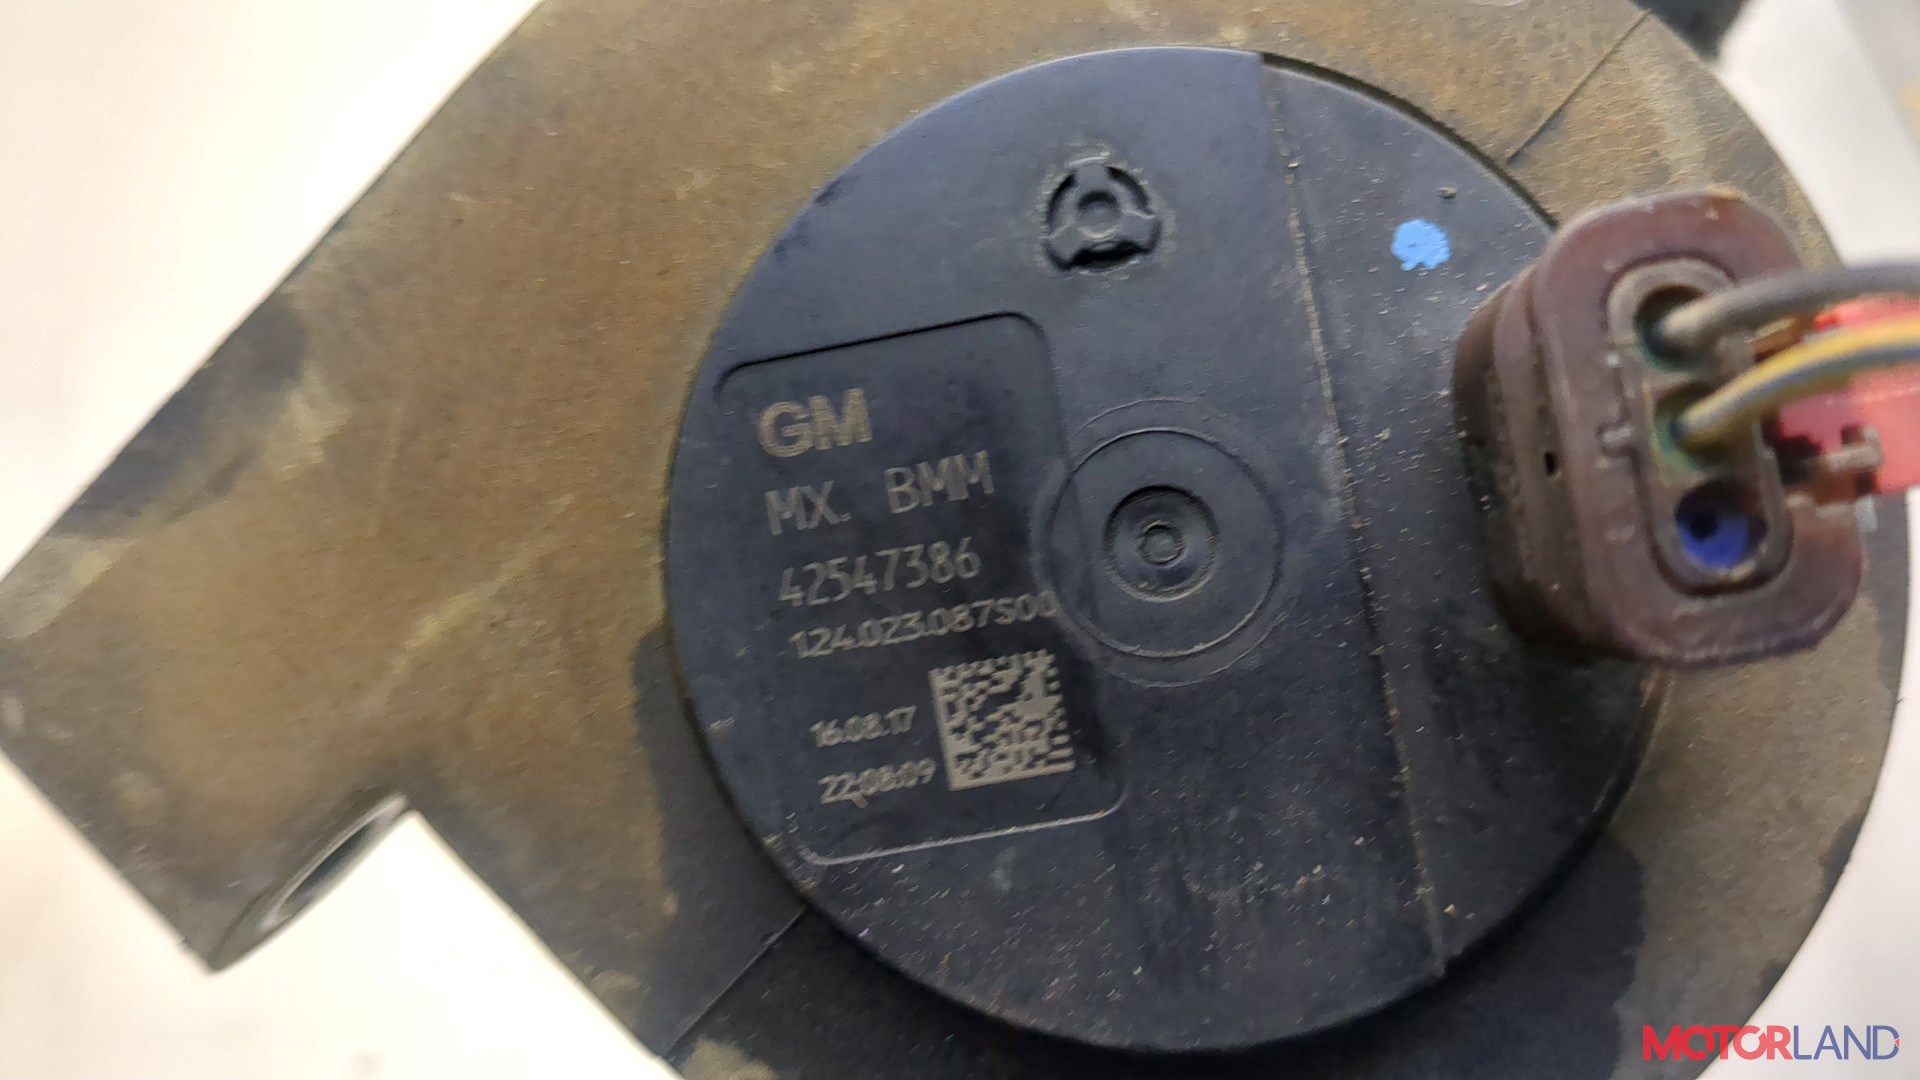 GM
MX. BMM
42547386
124.023.087S00
16.08.17
22:08:09
MOTORLAND